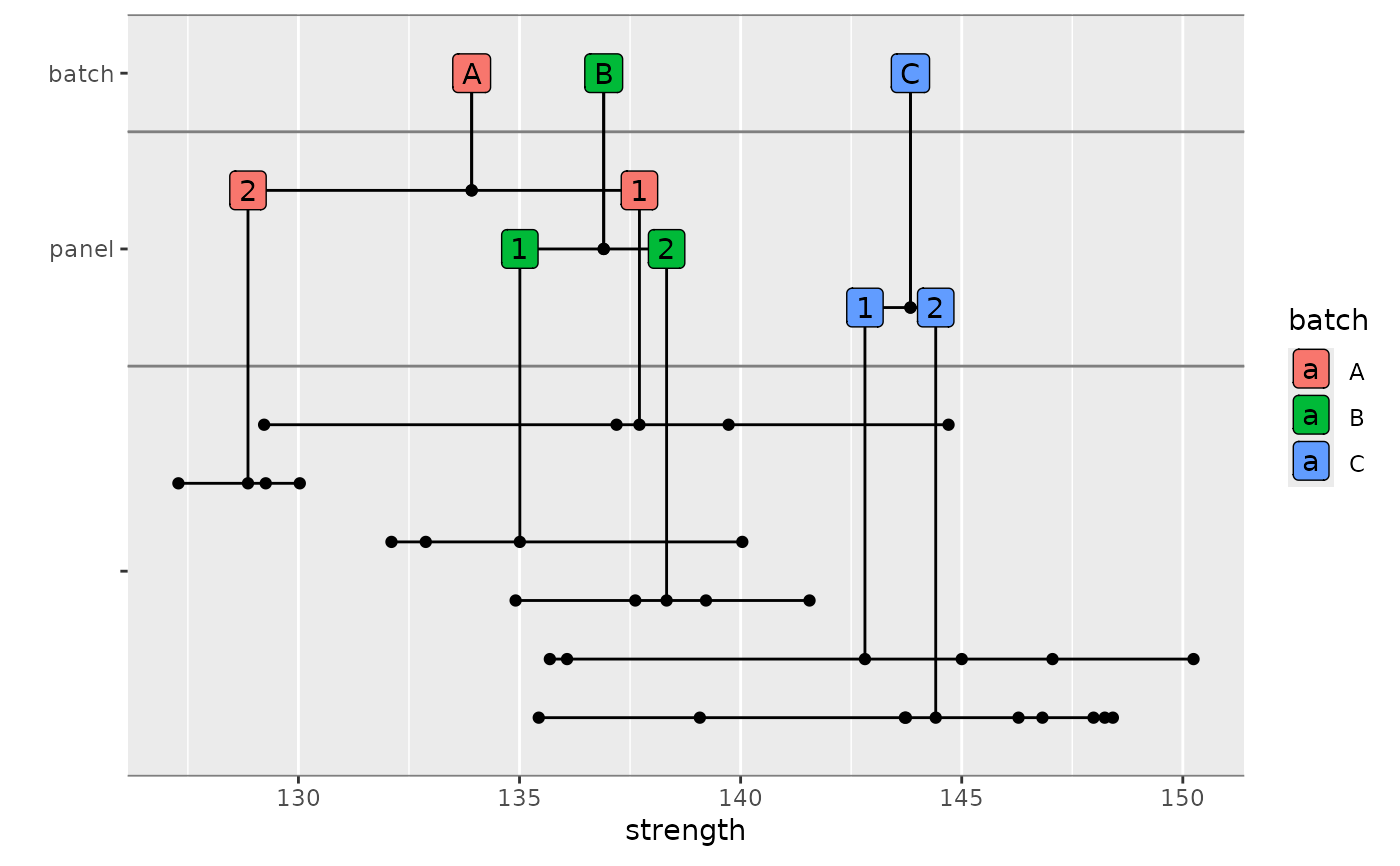 batch
A B C
2 1
panel
1 2
1 2
130 135 140 145 150
strength
batch
a A
a B
a C